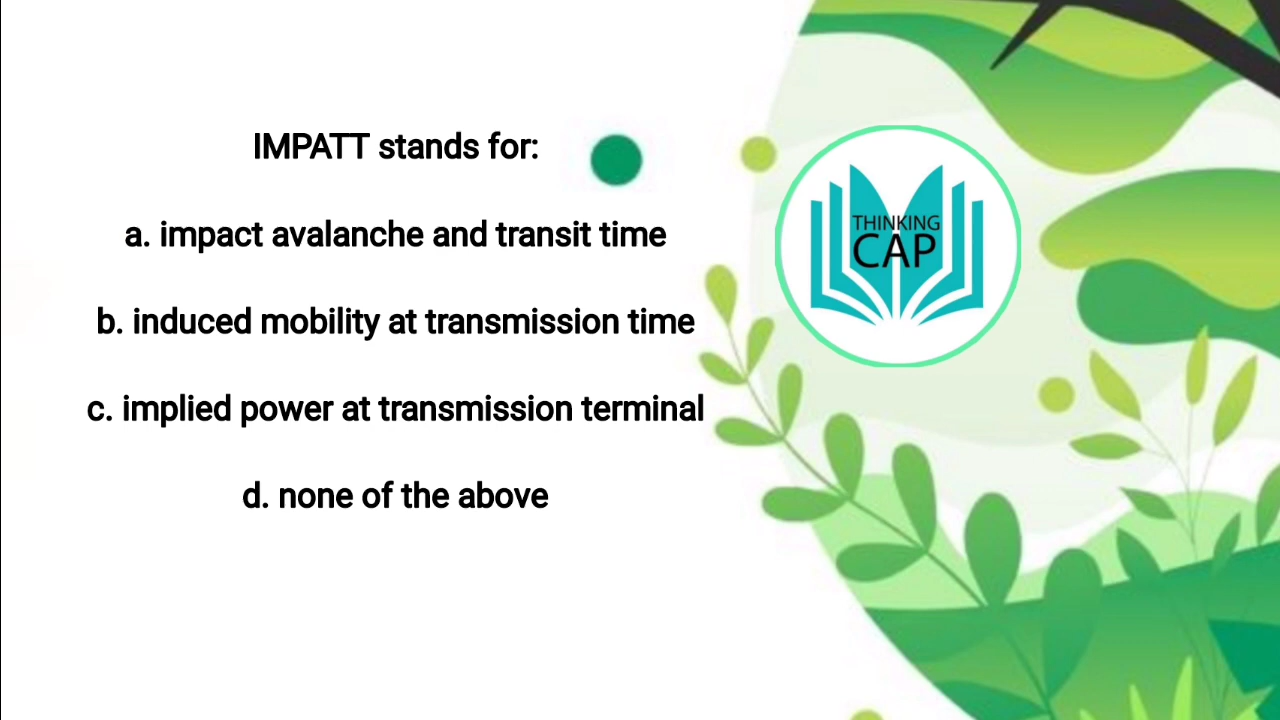 IMPATT stands for:
a. impact avalanche and transit time
b. induced mobility at transmission time
c. implied power at transmission terminal
d. none of the above
THINKING
CAP